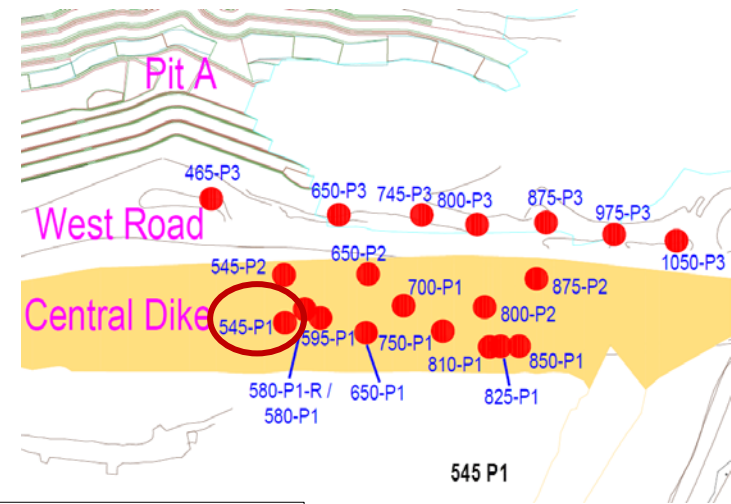 Pit A
465-P3
650-P3
745-P3
800-P3
875-P3
975-P3
1050-P3
West Road
545-P2
650-P2
875-P2
700-P1
800-P2
Central Dike
545-P1
595-P1
750-P1
810-P1
850-P1
580-P1-R /
580-P1
650-P1
825-P1
545 P1